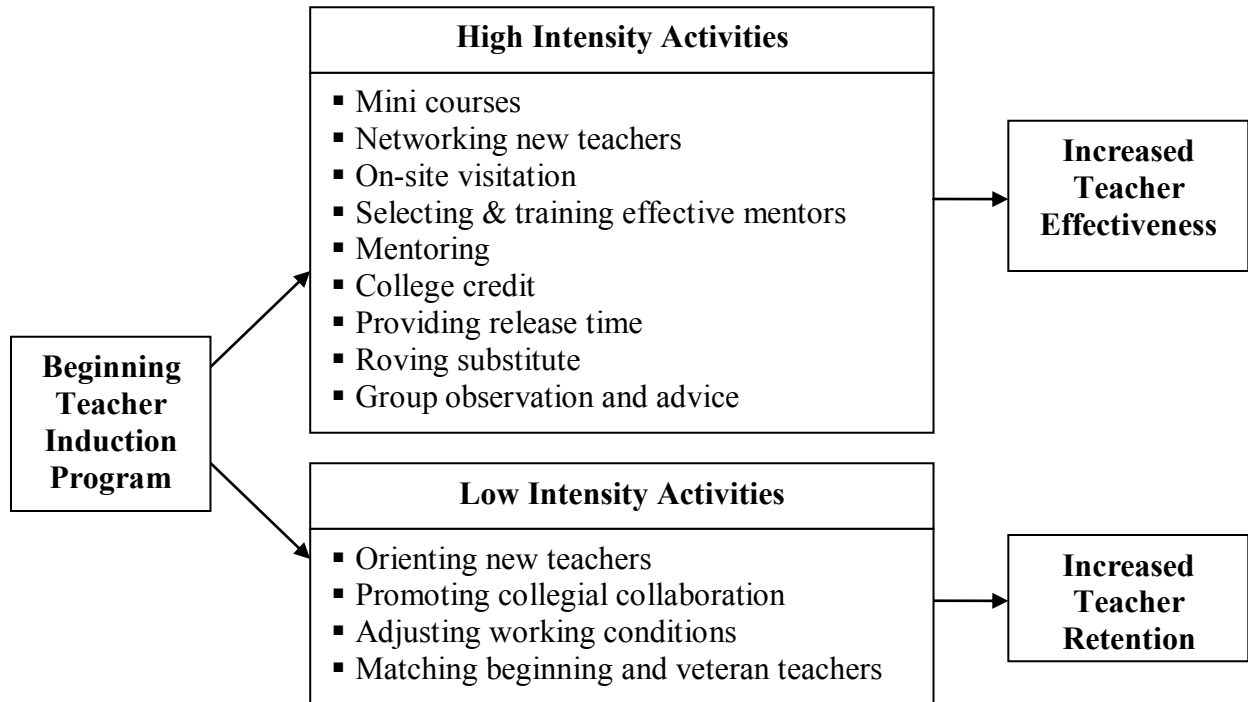 Beginning
Teacher
Induction
Program
High Intensity Activities
▪ Mini courses
▪ Networking new teachers
▪ On-site visitation
▪ Selecting & training effective mentors
▪ Mentoring
▪ College credit
▪ Providing release time
▪ Roving substitute
▪ Group observation and advice
Increased
Teacher
Effectiveness
Low Intensity Activities
▪ Orienting new teachers
▪ Promoting collegial collaboration
▪ Adjusting working conditions
▪ Matching beginning and veteran teachers
Increased
Teacher
Retention